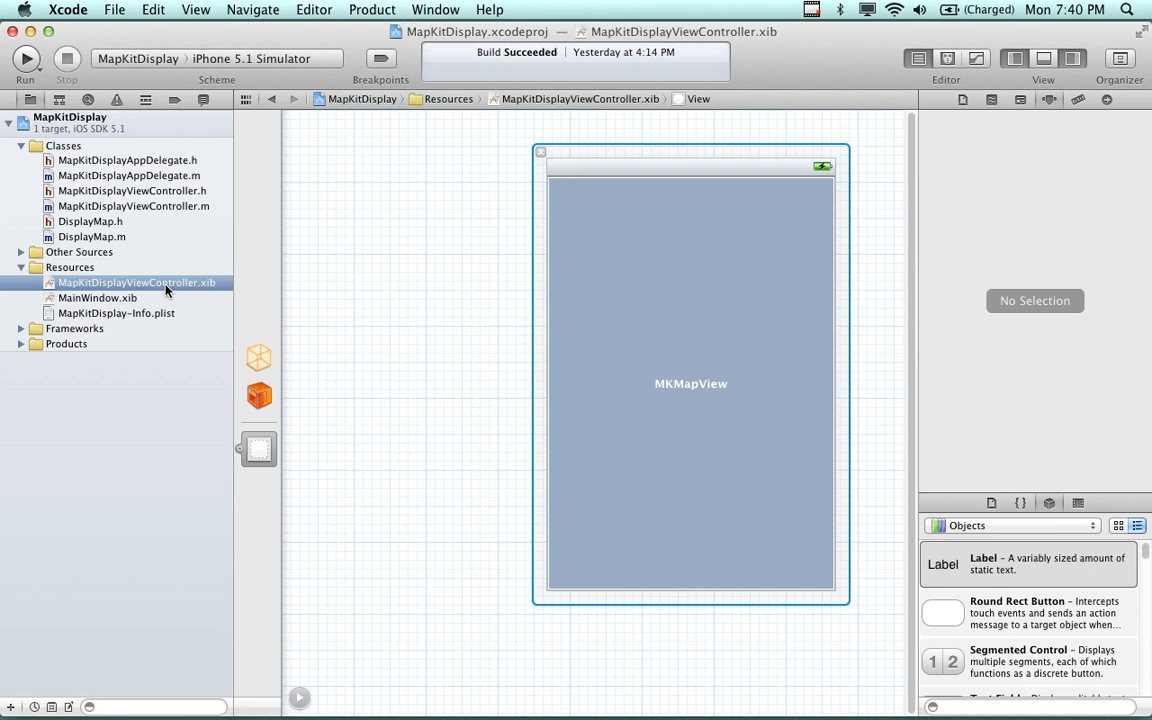 Xcode File Edit View Navigate Editor Product Window Help (Charged) Mon 7:40 PM
MapKitDisplay.xcodeproj — MapKitDisplayViewController.xib
MapKitDisplay iPhone 5.1 Simulator
Build Succeeded | Yesterday at 4:14 PM
Run Stop Scheme Breakpoints Editor View Organizer
MapKitDisplay Resources MapKitDisplayViewController.xib View
MapKitDisplay
1 target, iOS SDK 5.1
Classes
MapKitDisplayAppDelegate.h
MapKitDisplayAppDelegate.m
MapKitDisplayViewController.h
MapKitDisplayViewController.m
DisplayMap.h
DisplayMap.m
Other Sources
Resources
MapKitDisplayViewController.xib
MainWindow.xib
MapKitDisplay-Info.plist
Frameworks
Products
MKMapView
No Selection
Objects
Label
Label – A variably sized amount of
static text.
Round Rect Button – Intercepts
touch events and sends an action
message to a target object when...
1 2
Segmented Control – Displays
multiple segments, each of which
functions as a discrete button.